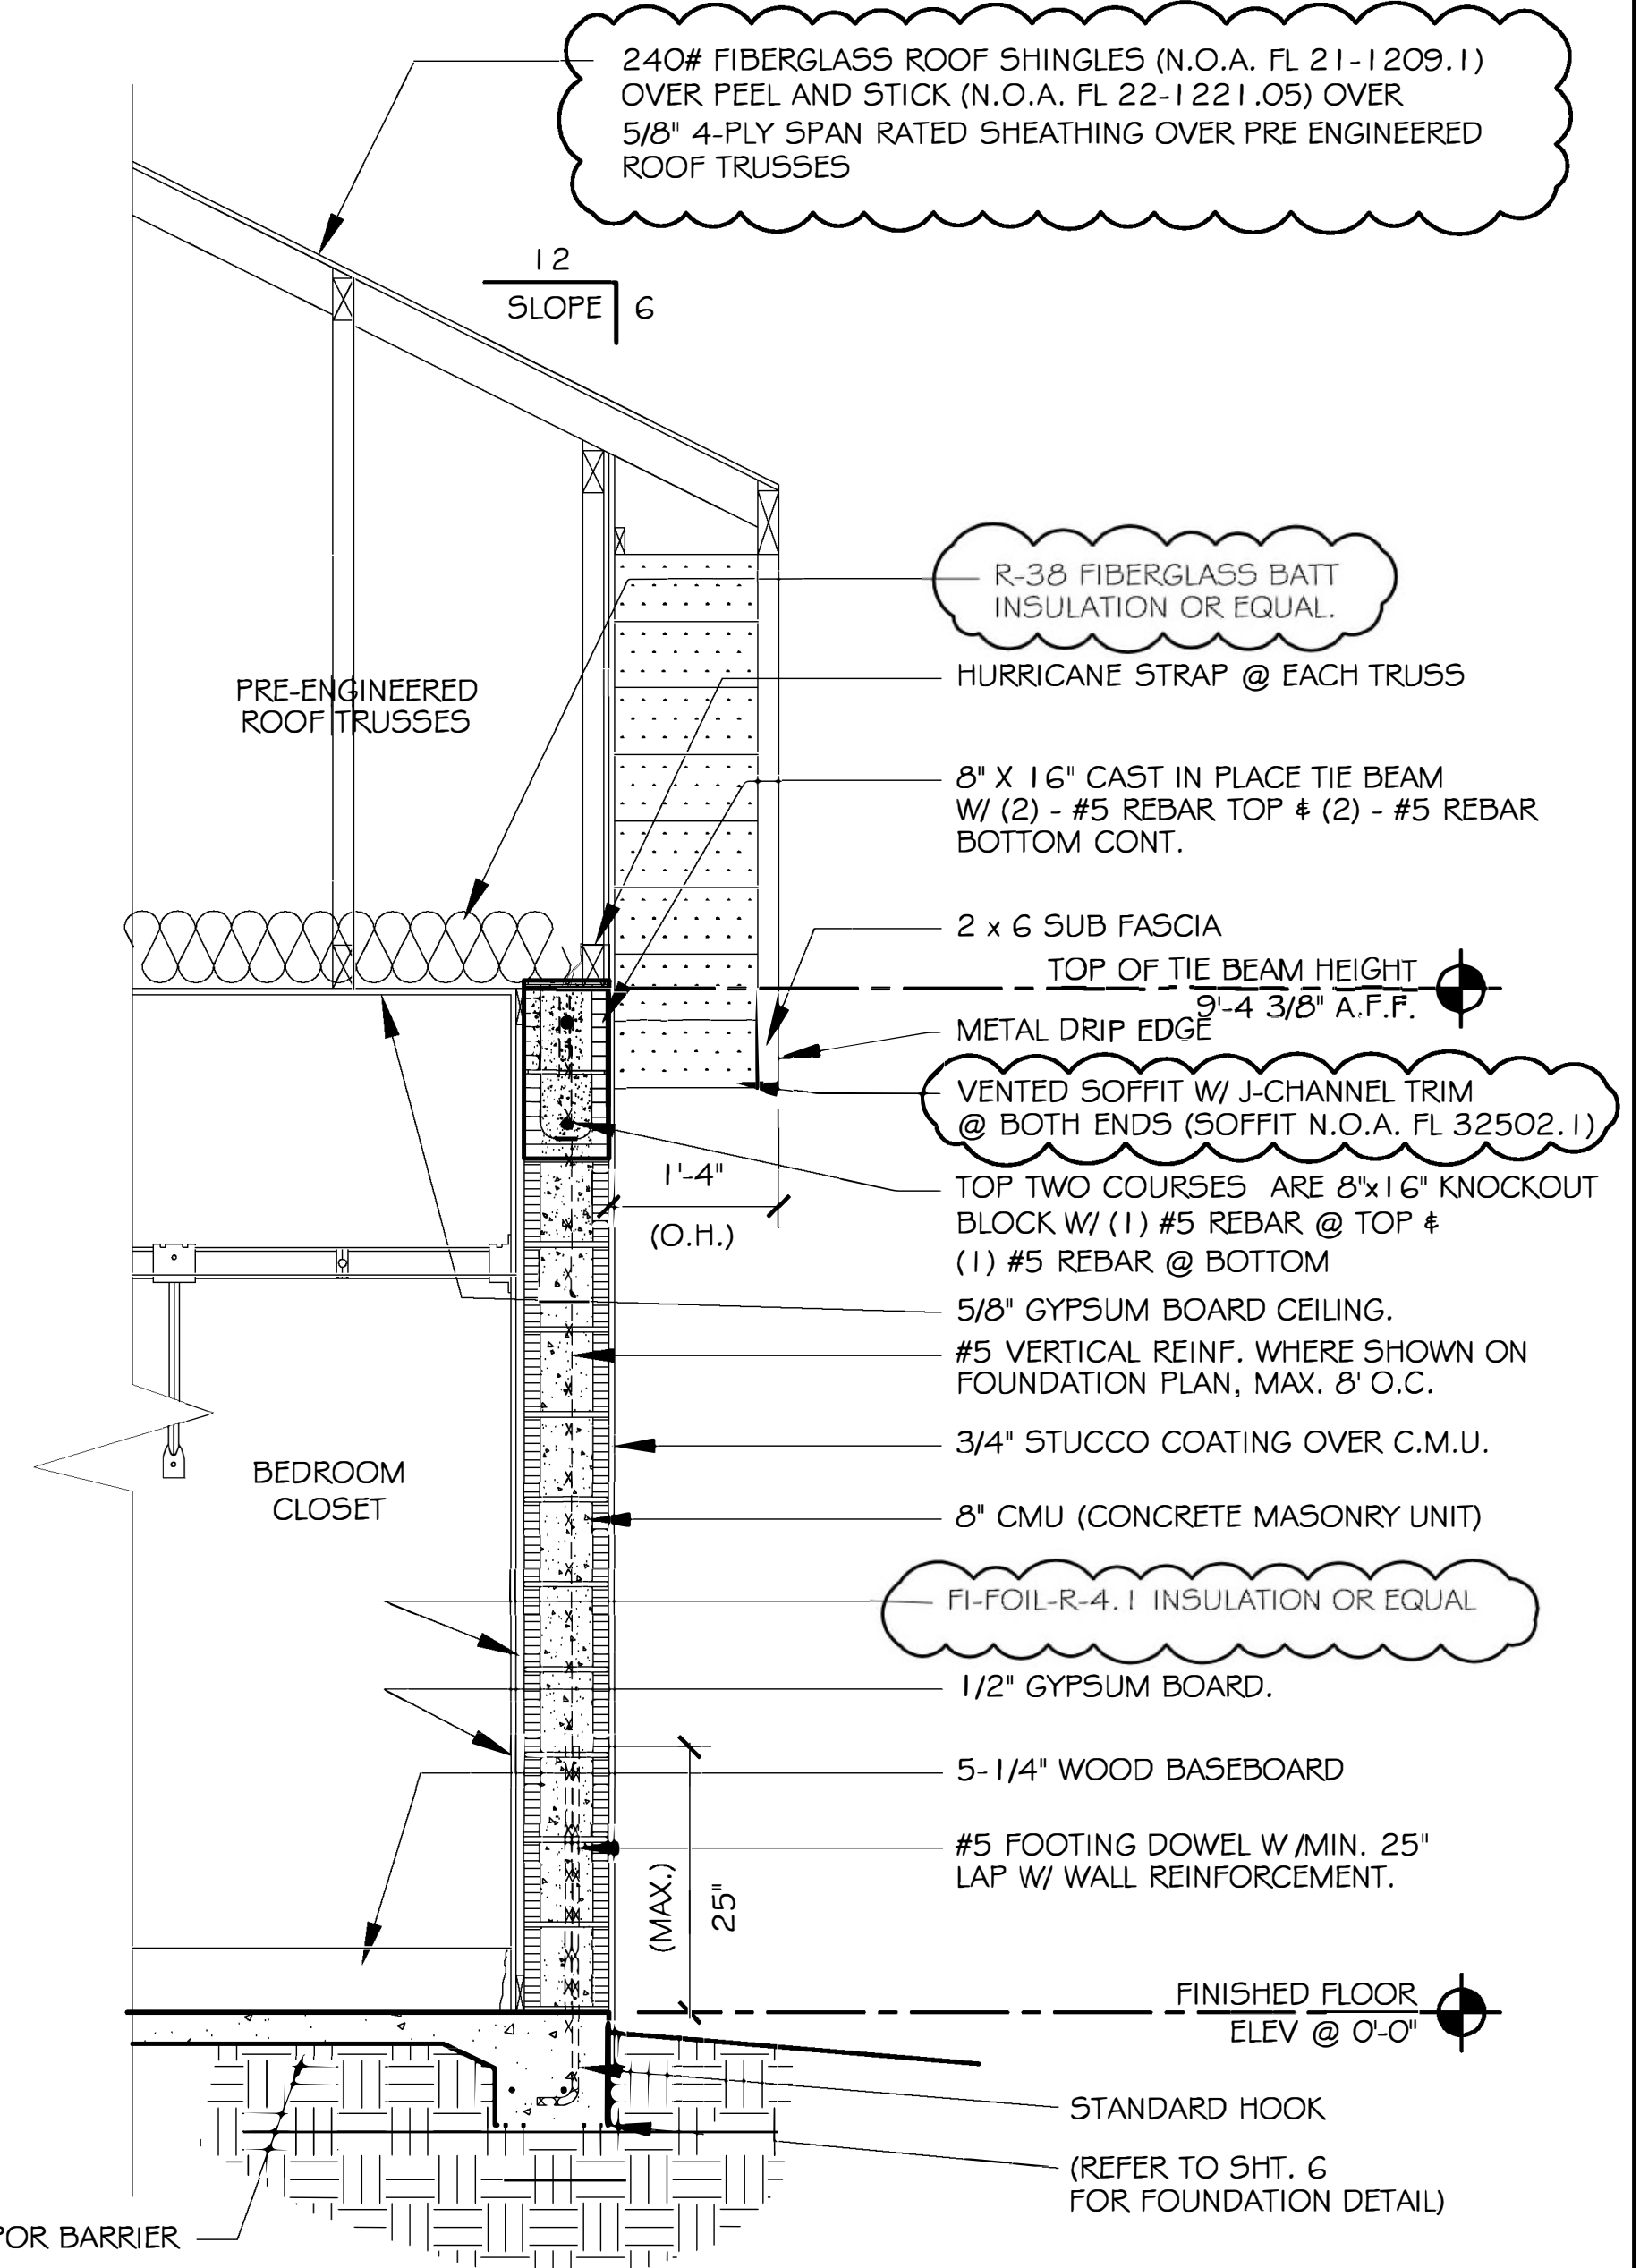 240# FIBERGLASS ROOF SHINGLES (N.O.A. FL 21-1209.1)
OVER PEEL AND STICK (N.O.A. FL 22-1221.05) OVER
5/8" 4-PLY SPAN RATED SHEATHING OVER PRE ENGINEERED
ROOF TRUSSES
12
SLOPE 6
R-38 FIBERGLASS BATT
INSULATION OR EQUAL.
HURRICANE STRAP @ EACH TRUSS
PRE-ENGINEERED
ROOF TRUSSES
8" X 16" CAST IN PLACE TIE BEAM
W/ (2) - #5 REBAR TOP & (2) - #5 REBAR
BOTTOM CONT.
2 x 6 SUB FASCIA
TOP OF TIE BEAM HEIGHT
9'-4 3/8" A.F.F.
METAL DRIP EDGE
VENTED SOFFIT W/ J-CHANNEL TRIM
@ BOTH ENDS (SOFFIT N.O.A. FL 32502.1)
1'-4"
(O.H.)
TOP TWO COURSES ARE 8"x16" KNOCKOUT
BLOCK W/ (1) #5 REBAR @ TOP &
(1) #5 REBAR @ BOTTOM
5/8" GYPSUM BOARD CEILING.
#5 VERTICAL REINF. WHERE SHOWN ON
FOUNDATION PLAN, MAX. 8' O.C.
3/4" STUCCO COATING OVER C.M.U.
BEDROOM
CLOSET
8" CMU (CONCRETE MASONRY UNIT)
FI-FOIL-R-4.1 INSULATION OR EQUAL
1/2" GYPSUM BOARD.
5-1/4" WOOD BASEBOARD
#5 FOOTING DOWEL W/MIN. 25"
LAP W/ WALL REINFORCEMENT.
(MAX.)
25"
FINISHED FLOOR
ELEV @ 0'-0"
STANDARD HOOK
(REFER TO SHT. 6
FOR FOUNDATION DETAIL)
POR BARRIER